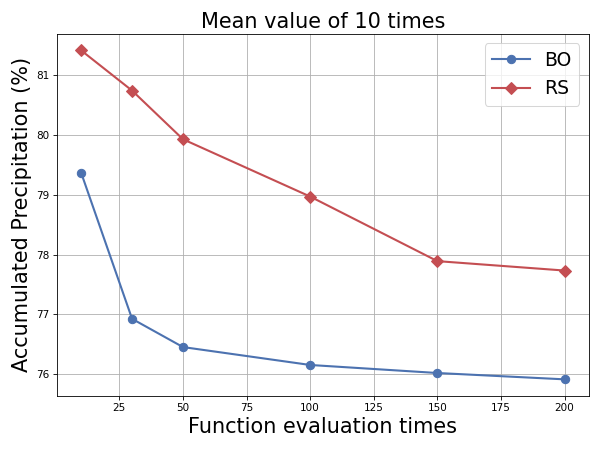 Mean value of 10 times
BO
RS
Accumulated Precipitation (%)
81
80
79
78
77
76
25 50 75 100 125 150 175 200
Function evaluation times